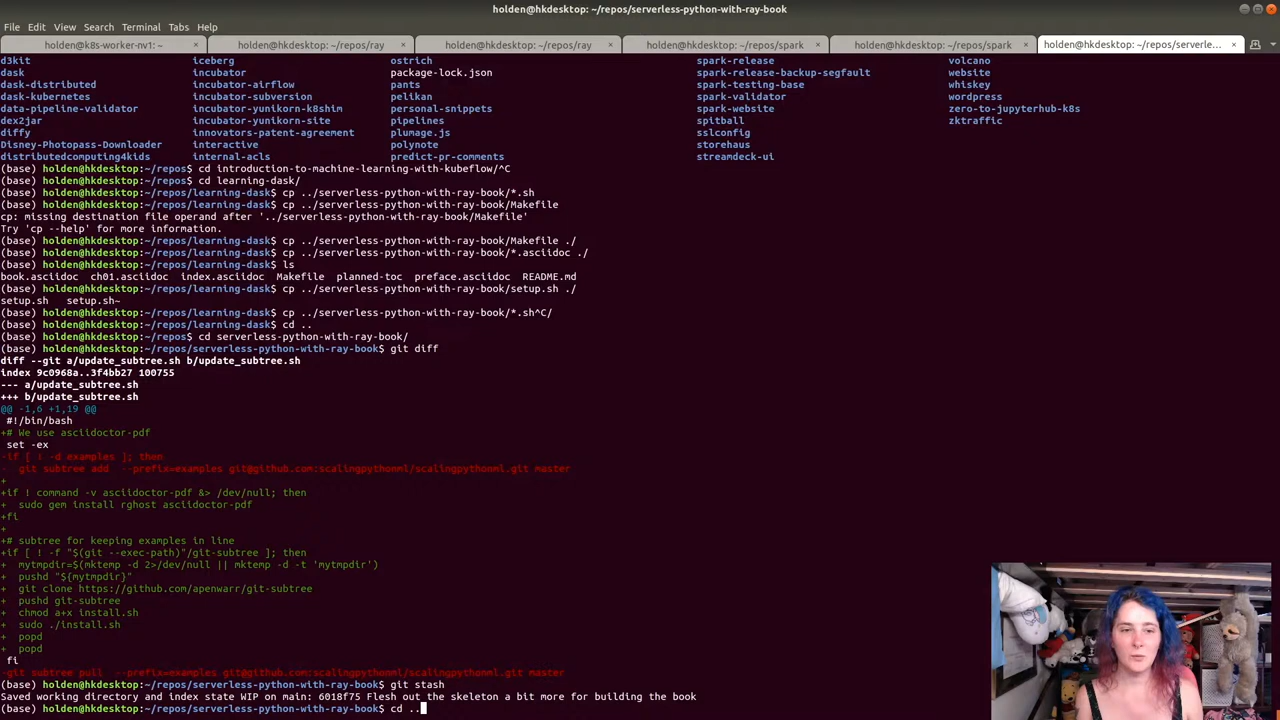 holden@hkdesktop: ~/repos/serverless-python-with-ray-book
File Edit View Search Terminal Tabs Help
holden@k8s-worker-nv1: ~ × holden@hkdesktop: ~/repos/ray × holden@hkdesktop: ~/repos/ray × holden@hkdesktop: ~/repos/spark × holden@hkdesktop: ~/repos/spark × holden@hkdesktop: ~/repos/serverle... ×
d3kit iceberg ostrich spark-release volcano
dask incubator package-lock.json spark-release-backup-segfault website
dask-distributed incubator-airflow pants spark-testing-base whiskey
dask-kubernetes incubator-subversion pelikan spark-validator wordpress
data-pipeline-validator incubator-yunikorn-k8shim personal-snippets spark-website zero-to-jupyterhub-k8s
dex2jar incubator-yunikorn-site pipelines spitball zktraffic
diffy innovators-patent-agreement plumage.js sslconfig
Disney-Photopass-Downloader interactive polynote storehaus
distributedcomputing4kids internal-acls predict-pr-comments streamdeck-ui
(base) holden@hkdesktop:~/repos$ cd introduction-to-machine-learning-with-kubeflow/^C
(base) holden@hkdesktop:~/repos$ cd learning-dask/
(base) holden@hkdesktop:~/repos/learning-dask$ cp ../serverless-python-with-ray-book/*.sh
(base) holden@hkdesktop:~/repos/learning-dask$ cp ../serverless-python-with-ray-book/Makefile
cp: missing destination file operand after '../serverless-python-with-ray-book/Makefile'
Try 'cp --help' for more information.
(base) holden@hkdesktop:~/repos/learning-dask$ cp ../serverless-python-with-ray-book/Makefile ./
(base) holden@hkdesktop:~/repos/learning-dask$ cp ../serverless-python-with-ray-book/*.asciidoc ./
(base) holden@hkdesktop:~/repos/learning-dask$ ls
book.asciidoc ch01.asciidoc index.asciidoc Makefile planned-toc preface.asciidoc README.md
(base) holden@hkdesktop:~/repos/learning-dask$ cp ../serverless-python-with-ray-book/setup.sh ./
setup.sh setup.sh~
(base) holden@hkdesktop:~/repos/learning-dask$ cp ../serverless-python-with-ray-book/*.sh^C/
(base) holden@hkdesktop:~/repos/learning-dask$ cd ..
(base) holden@hkdesktop:~/repos$ cd serverless-python-with-ray-book/
(base) holden@hkdesktop:~/repos/serverless-python-with-ray-book$ git diff
diff --git a/update_subtree.sh b/update_subtree.sh
index 9c0968a..3f4bb27 100755
--- a/update_subtree.sh
+++ b/update_subtree.sh
@@ -1,6 +1,19 @@
#!/bin/bash
+# We use asciidoctor-pdf
set -ex
-if [ ! -d examples ]; then
- git subtree add --prefix=examples git@github.com:scalingpythonml/scalingpythonml.git master
+
+if ! command -v asciidoctor-pdf &> /dev/null; then
+ sudo gem install rghost asciidoctor-pdf
+fi
+
+# subtree for keeping examples in line
+if [ ! -f "$(git --exec-path)"/git-subtree ]; then
+ mytmpdir=$(mktemp -d 2>/dev/null || mktemp -d -t 'mytmpdir')
+ pushd "${mytmpdir}"
+ git clone https://github.com/apenwarr/git-subtree
+ pushd git-subtree
+ chmod a+x install.sh
+ sudo ./install.sh
+ popd
+ popd
fi
-git subtree pull --prefix=examples git@github.com:scalingpythonml/scalingpythonml.git master
(base) holden@hkdesktop:~/repos/serverless-python-with-ray-book$ git stash
Saved working directory and index state WIP on main: 6018f75 Flesh out the skeleton a bit more for building the book
(base) holden@hkdesktop:~/repos/serverless-python-with-ray-book$ cd ..